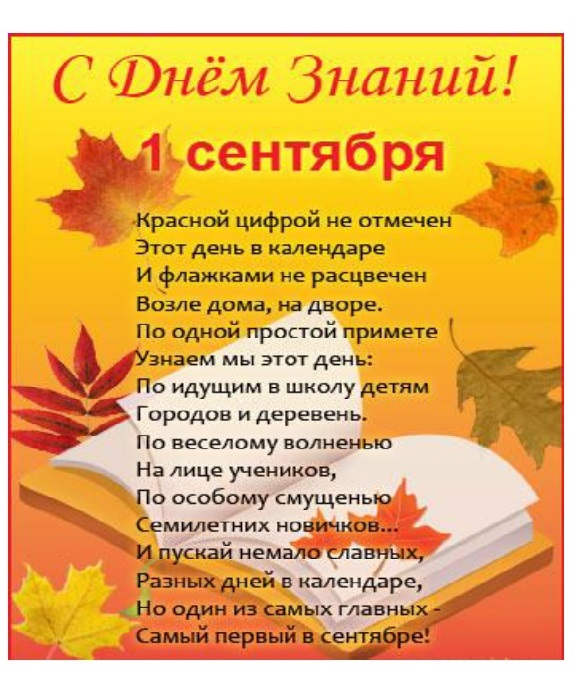 С Днём Знаний!
1 сентября
Красной цифрой не отмечен
Этот день в календаре
И флажками не расцвечен
Возле дома, на дворе.
По одной простой примете
Узнаем мы этот день:
По идущим в школу детям
Городов и деревень.
По веселому волненью
На лице учеников,
По особому смущенью
Семилетних новичков...
И пускай немало славных,
Разных дней в календаре,
Но один из самых главных -
Самый первый в сентябре!